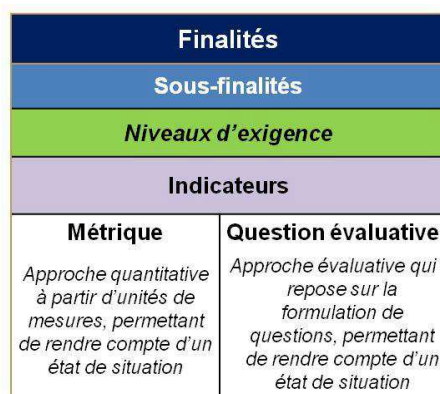 Finalités
Sous-finalités
Niveaux d'exigence
Indicateurs
Métrique
Approche quantitative
à partir d'unités de
mesures, permettant
de rendre compte d'un
état de situation
Question évaluative
Approche évaluative qui
repose sur la
formulation de
questions, permettant
de rendre compte d'un
état de situation